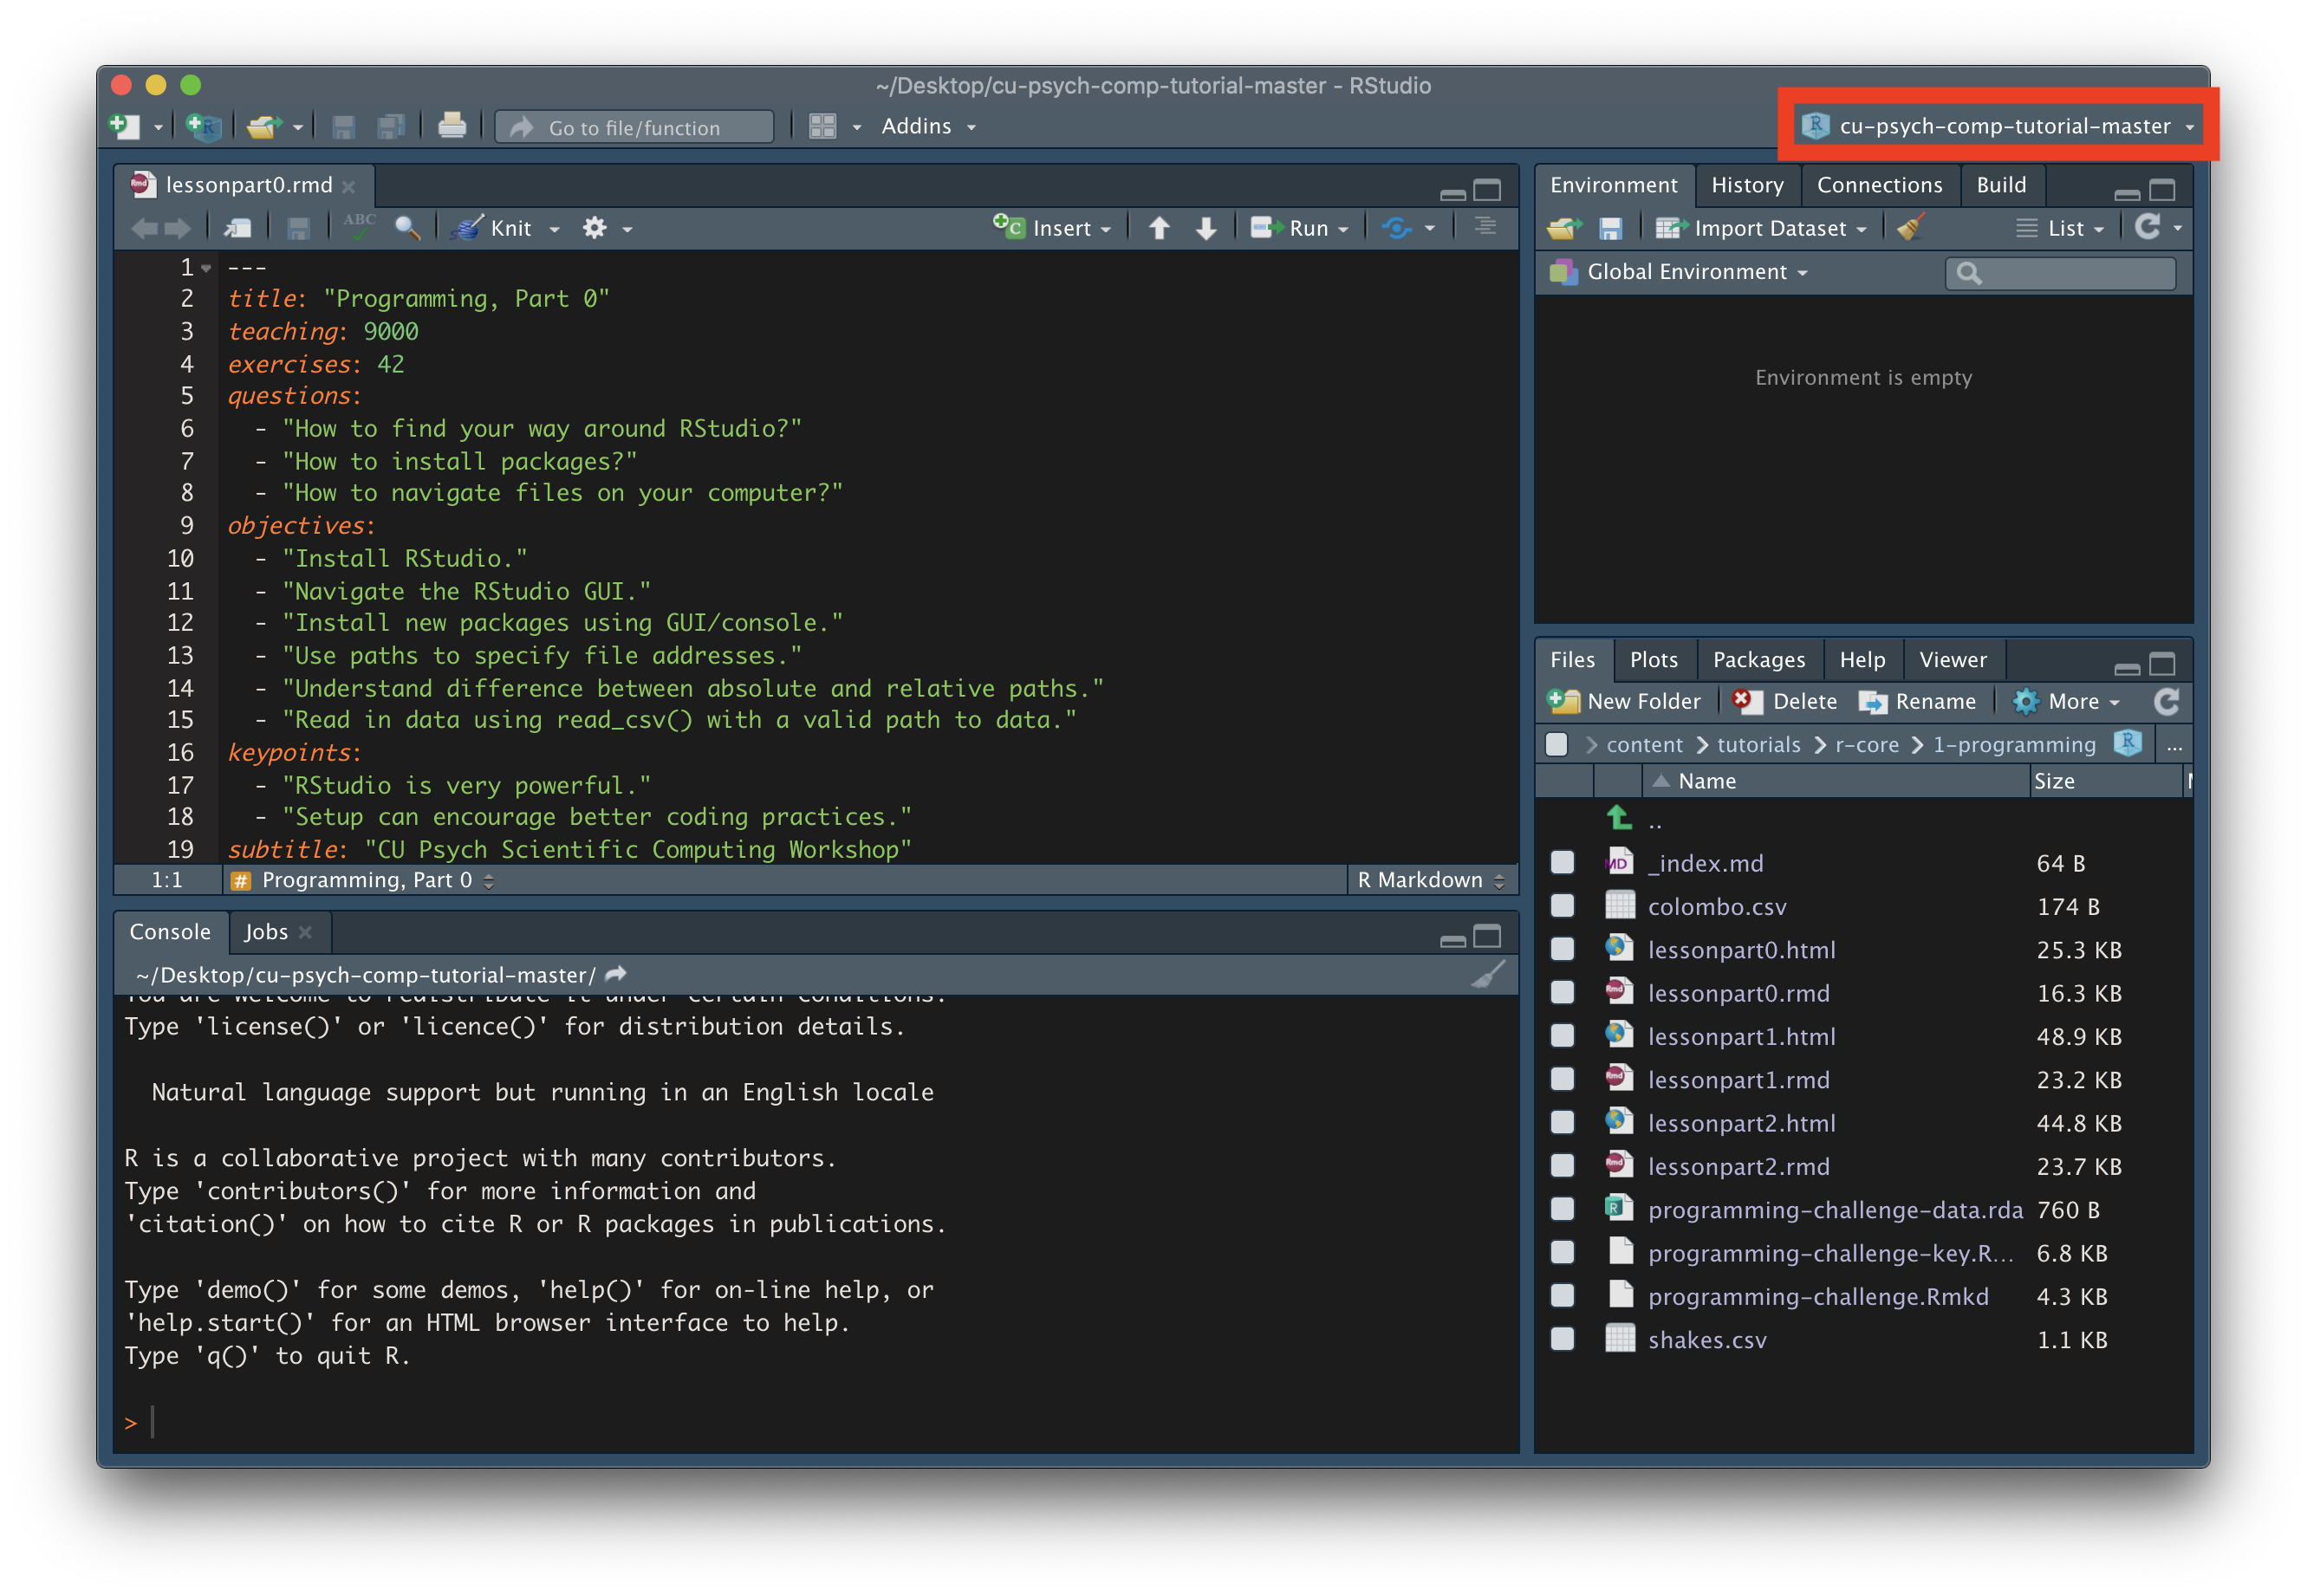 ~/Desktop/cu-psych-comp-tutorial-master - RStudio
Go to file/function
Addins
cu-psych-comp-tutorial-master
lessonpart0.rmd
ABC
Knit
Insert
Run
1 ---
2 title: "Programming, Part 0"
3 teaching: 9000
4 exercises: 42
5 questions:
6 - "How to find your way around RStudio?"
7 - "How to install packages?"
8 - "How to navigate files on your computer?"
9 objectives:
10 - "Install RStudio."
11 - "Navigate the RStudio GUI."
12 - "Install new packages using GUI/console."
13 - "Use paths to specify file addresses."
14 - "Understand difference between absolute and relative paths."
15 - "Read in data using read_csv() with a valid path to data."
16 keypoints:
17 - "RStudio is very powerful."
18 - "Setup can encourage better coding practices."
19 subtitle: "CU Psych Scientific Computing Workshop"
1:1 # Programming, Part 0 R Markdown
Console Jobs
~/Desktop/cu-psych-comp-tutorial-master/
You are welcome to redistribute it under certain conditions.
Type 'license()' or 'licence()' for distribution details.
Natural language support but running in an English locale
R is a collaborative project with many contributors.
Type 'contributors()' for more information and
'citation()' on how to cite R or R packages in publications.
Type 'demo()' for some demos, 'help()' for on-line help, or
'help.start()' for an HTML browser interface to help.
Type 'q()' to quit R.
>
Environment History Connections Build
Import Dataset List
Global Environment
Environment is empty
Files Plots Packages Help Viewer
New Folder Delete Rename More
content tutorials r-core 1-programming R ...
Name Size
..
_index.md 64 B
colombo.csv 174 B
lessonpart0.html 25.3 KB
lessonpart0.rmd 16.3 KB
lessonpart1.html 48.9 KB
lessonpart1.rmd 23.2 KB
lessonpart2.html 44.8 KB
lessonpart2.rmd 23.7 KB
programming-challenge-data.rda 760 B
programming-challenge-key.R... 6.8 KB
programming-challenge.Rmkd 4.3 KB
shakes.csv 1.1 KB